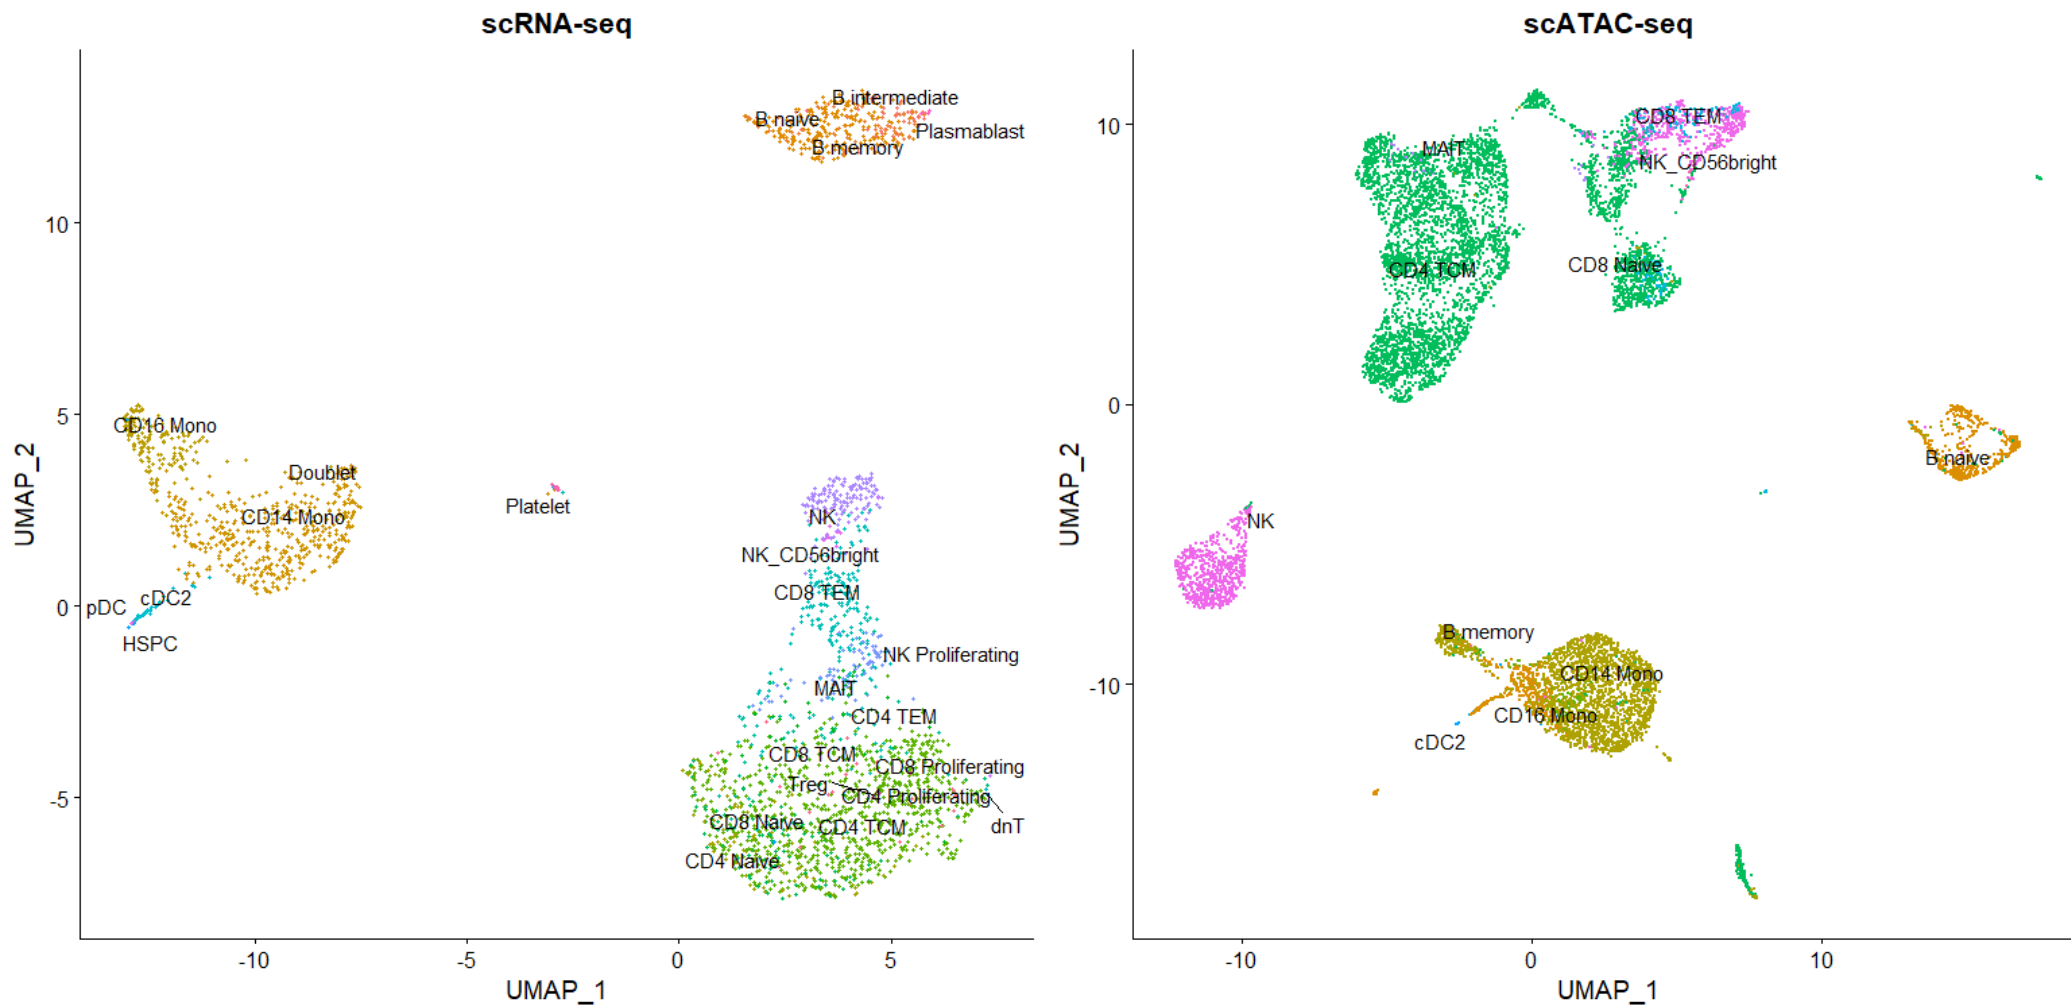 scRNA-seq
B intermediate
B naive
Plasmablast
B memory
10
5
0
-5
UMAP_2
CD16 Mono
Doublet
CD14 Mono
Platelet
NK
NK_CD56bright
CD8 TEM
cDC2
pDC
HSPC
NK Proliferating
MAIT
CD4 TEM
CD8 TCM
CD8 Proliferating
Treg
CD4 Proliferating
CD8 Naive
CD4 TCM
dnT
CD4 Naive
-10
-5
0
5
UMAP_1
scATAC-seq
10
0
-10
UMAP_2
CD8 TEM
MAIT
NK_CD56bright
CD8 Naive
CD4 TCM
B naive
NK
B memory
CD14 Mono
CD16 Mono
cDC2
-10
0
10
UMAP_1